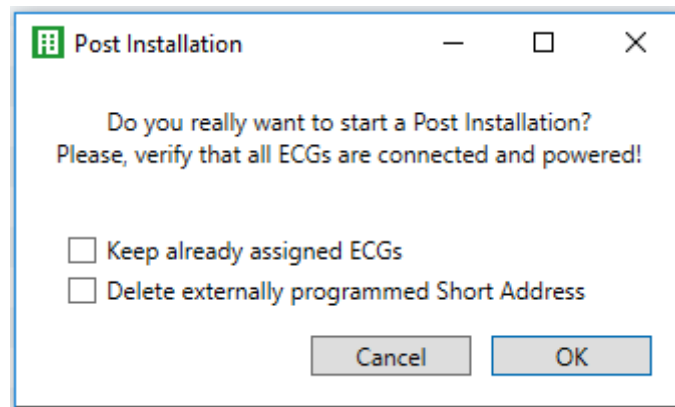 Post Installation
Do you really want to start a Post Installation?
Please, verify that all ECGs are connected and powered!
Keep already assigned ECGs
Delete externally programmed Short Address
Cancel
OK